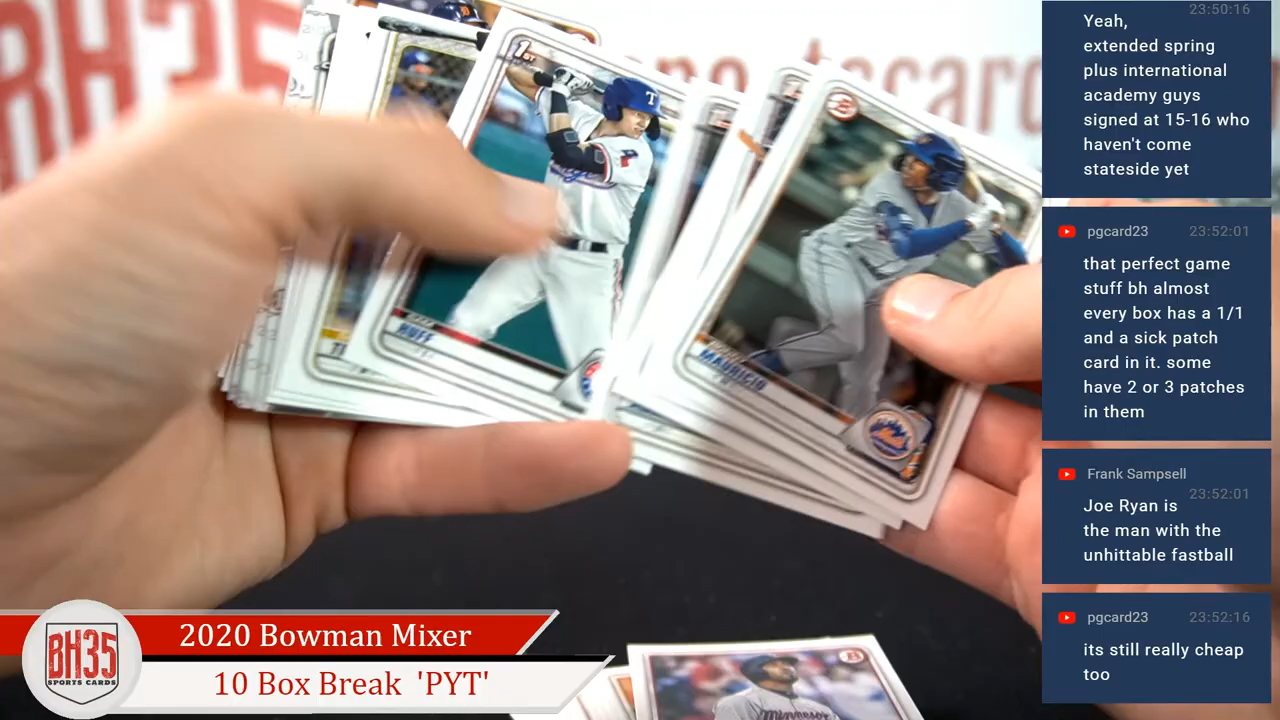 23:50:16
Yeah,
extended spring
plus international
academy guys
signed at 15-16 who
haven't come
stateside yet
pgcard23 23:52:01
that perfect game
stuff bh almost
every box has a 1/1
and a sick patch
card in it. some
have 2 or 3 patches
in them
Frank Sampsell
23:52:01
Joe Ryan is
the man with the
unhittable fastball
pgcard23 23:52:16
its still really cheap
too
BH35
1ST
T
HUFF
MAURICIO
Mets
Minnesota
2020 Bowman Mixer
10 Box Break 'PYT'
BH35
SPORTS CARDS